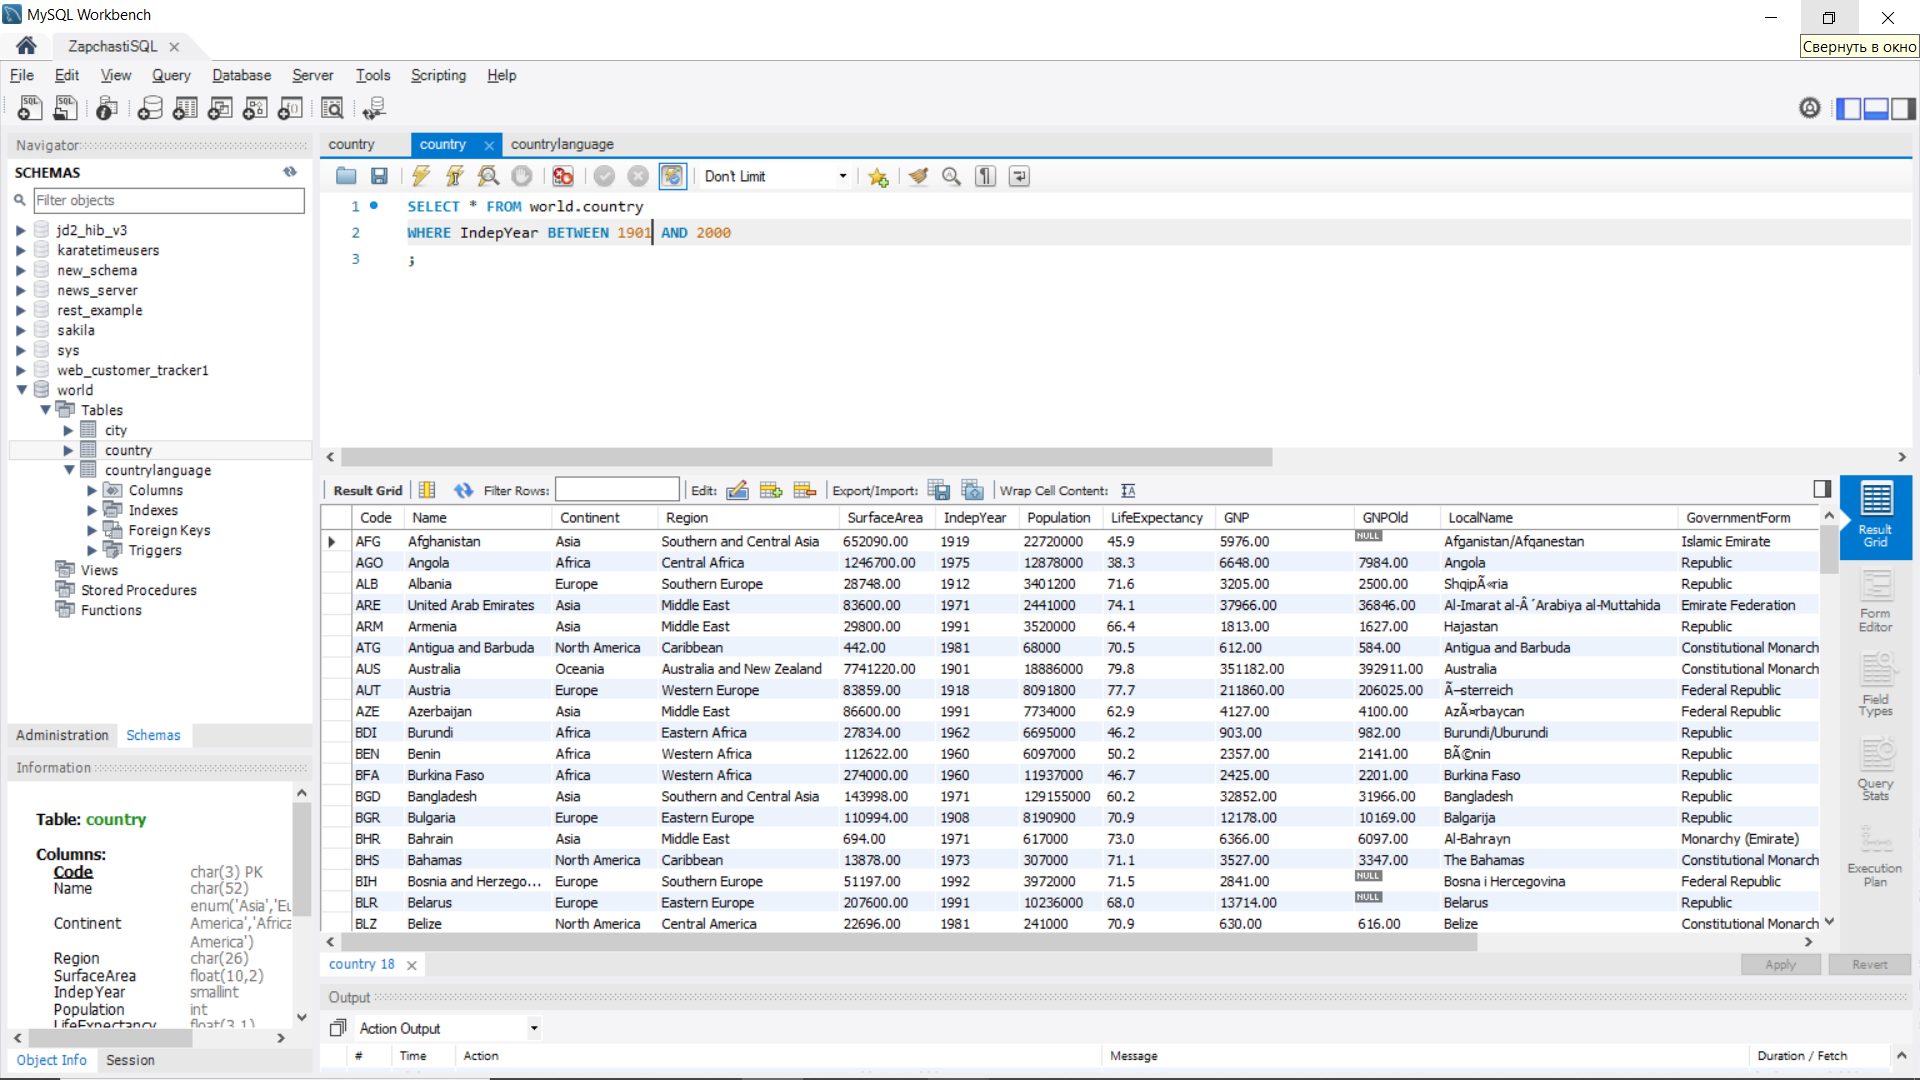 MySQL Workbench
ZapchastiSQL
Свернуть в окно
File Edit View Query Database Server Tools Scripting Help
Navigator
SCHEMAS
Filter objects
jd2_hib_v3
karatetimeusers
new_schema
news_server
rest_example
sakila
sys
web_customer_tracker1
world
Tables
city
country
countrylanguage
Columns
Indexes
Foreign Keys
Triggers
Views
Stored Procedures
Functions
Administration Schemas
Information
Table: country
Columns:
Code char(3) PK
Name char(52)
enum('Asia','Eu
Continent America','Africa
America')
Region char(26)
SurfaceArea float(10,2)
IndepYear smallint
Population int
LifeExpectancy float(3,1)
Object Info Session
country country countrylanguage
Don't Limit
1 SELECT * FROM world.country
2 WHERE IndepYear BETWEEN 1901 AND 2000
3 ;
Result Grid Filter Rows: Edit: Export/Import: Wrap Cell Content:
Code Name Continent Region SurfaceArea IndepYear Population LifeExpectancy GNP GNPOld LocalName GovernmentForm
AFG Afghanistan Asia Southern and Central Asia 652090.00 1919 22720000 45.9 5976.00 NULL Afganistan/Afqanestan Islamic Emirate
AGO Angola Africa Central Africa 1246700.00 1975 12878000 38.3 6648.00 7984.00 Angola Republic
ALB Albania Europe Southern Europe 28748.00 1912 3401200 71.6 3205.00 2500.00 ShqipÃ«ria Republic
ARE United Arab Emirates Asia Middle East 83600.00 1971 2441000 74.1 37966.00 36846.00 Al-Imarat al-Â´Arabiya al-Muttahida Emirate Federation
ARM Armenia Asia Middle East 29800.00 1991 3520000 66.4 1813.00 1627.00 Hajastan Republic
ATG Antigua and Barbuda North America Caribbean 442.00 1981 68000 70.5 612.00 584.00 Antigua and Barbuda Constitutional Monarch
AUS Australia Oceania Australia and New Zealand 7741220.00 1901 18886000 79.8 351182.00 392911.00 Australia Constitutional Monarch
AUT Austria Europe Western Europe 83859.00 1918 8091800 77.7 211860.00 206025.00 Ã–sterreich Federal Republic
AZE Azerbaijan Asia Middle East 86600.00 1991 7734000 62.9 4127.00 4100.00 AzÃ¤rbaycan Federal Republic
BDI Burundi Africa Eastern Africa 27834.00 1962 6695000 46.2 903.00 982.00 Burundi/Uburundi Republic
BEN Benin Africa Western Africa 112622.00 1960 6097000 50.2 2357.00 2141.00 BÃ©nin Republic
BFA Burkina Faso Africa Western Africa 274000.00 1960 11937000 46.7 2425.00 2201.00 Burkina Faso Republic
BGD Bangladesh Asia Southern and Central Asia 143998.00 1971 129155000 60.2 32852.00 31966.00 Bangladesh Republic
BGR Bulgaria Europe Eastern Europe 110994.00 1908 8190900 70.9 12178.00 10169.00 Balgarija Republic
BHR Bahrain Asia Middle East 694.00 1971 617000 73.0 6366.00 6097.00 Al-Bahrayn Monarchy (Emirate)
BHS Bahamas North America Caribbean 13878.00 1973 307000 71.1 3527.00 3347.00 The Bahamas Constitutional Monarch
BIH Bosnia and Herzego... Europe Southern Europe 51197.00 1992 3972000 71.5 2841.00 NULL Bosna i Hercegovina Federal Republic
BLR Belarus Europe Eastern Europe 207600.00 1991 10236000 68.0 13714.00 NULL Belarus Republic
BLZ Belize North America Central America 22696.00 1981 241000 70.9 630.00 616.00 Belize Constitutional Monarch
Result
Grid
Form
Editor
Field
Types
Query
Stats
Execution
Plan
country 18
Apply Revert
Output
Action Output
# Time Action Message Duration / Fetch